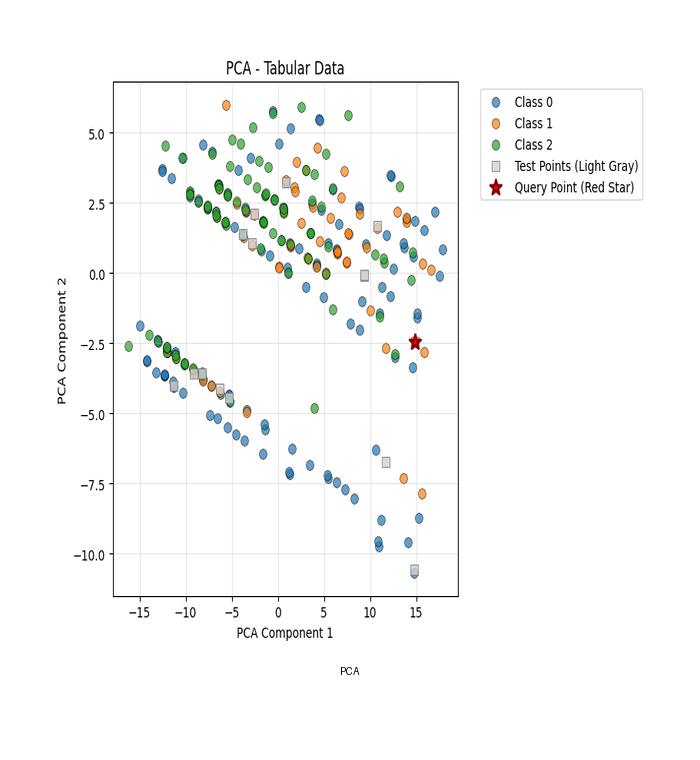 PCA - Tabular Data
Class 0
Class 1
Class 2
Test Points (Light Gray)
Query Point (Red Star)
5.0
2.5
0.0
−2.5
−5.0
−7.5
−10.0
PCA Component 2
−15
−10
−5
0
5
10
15
PCA Component 1
PCA